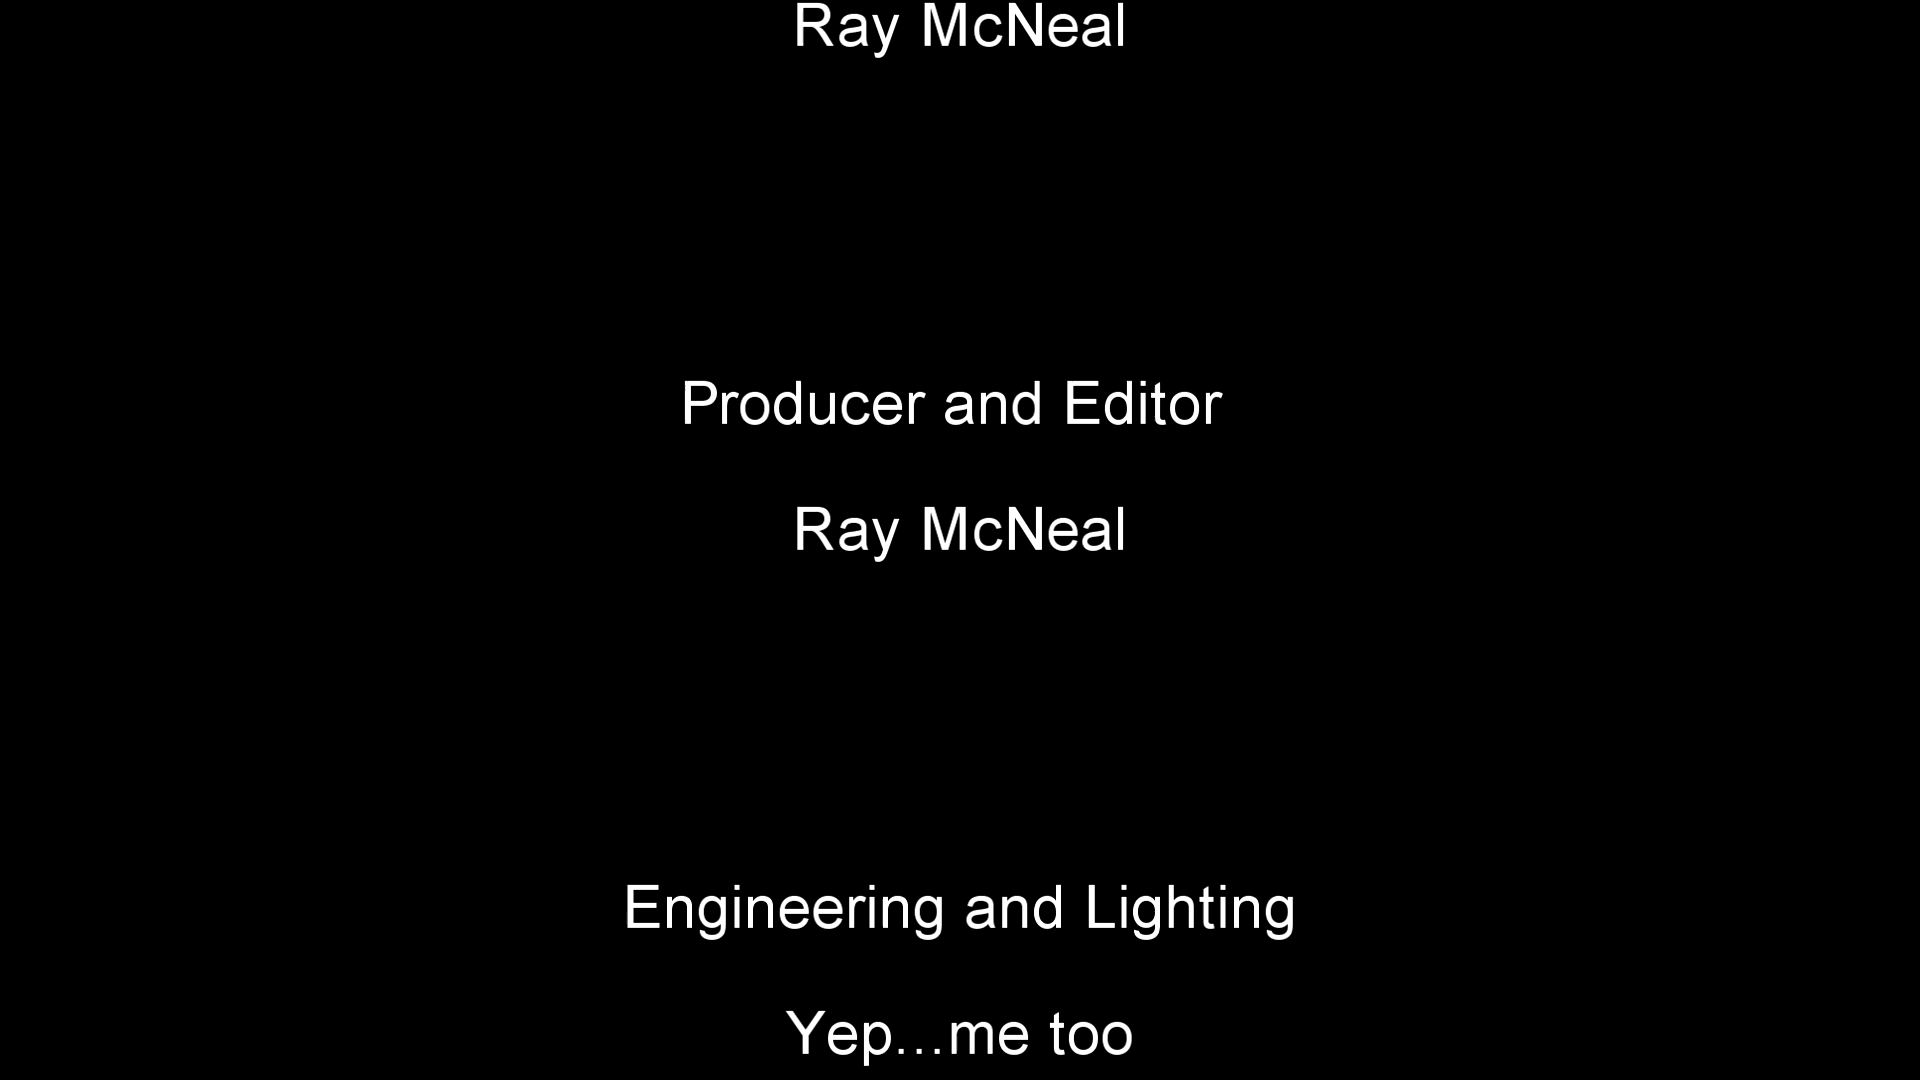 Ray McNeal
Producer and Editor
Ray McNeal
Engineering and Lighting
Yep...me too